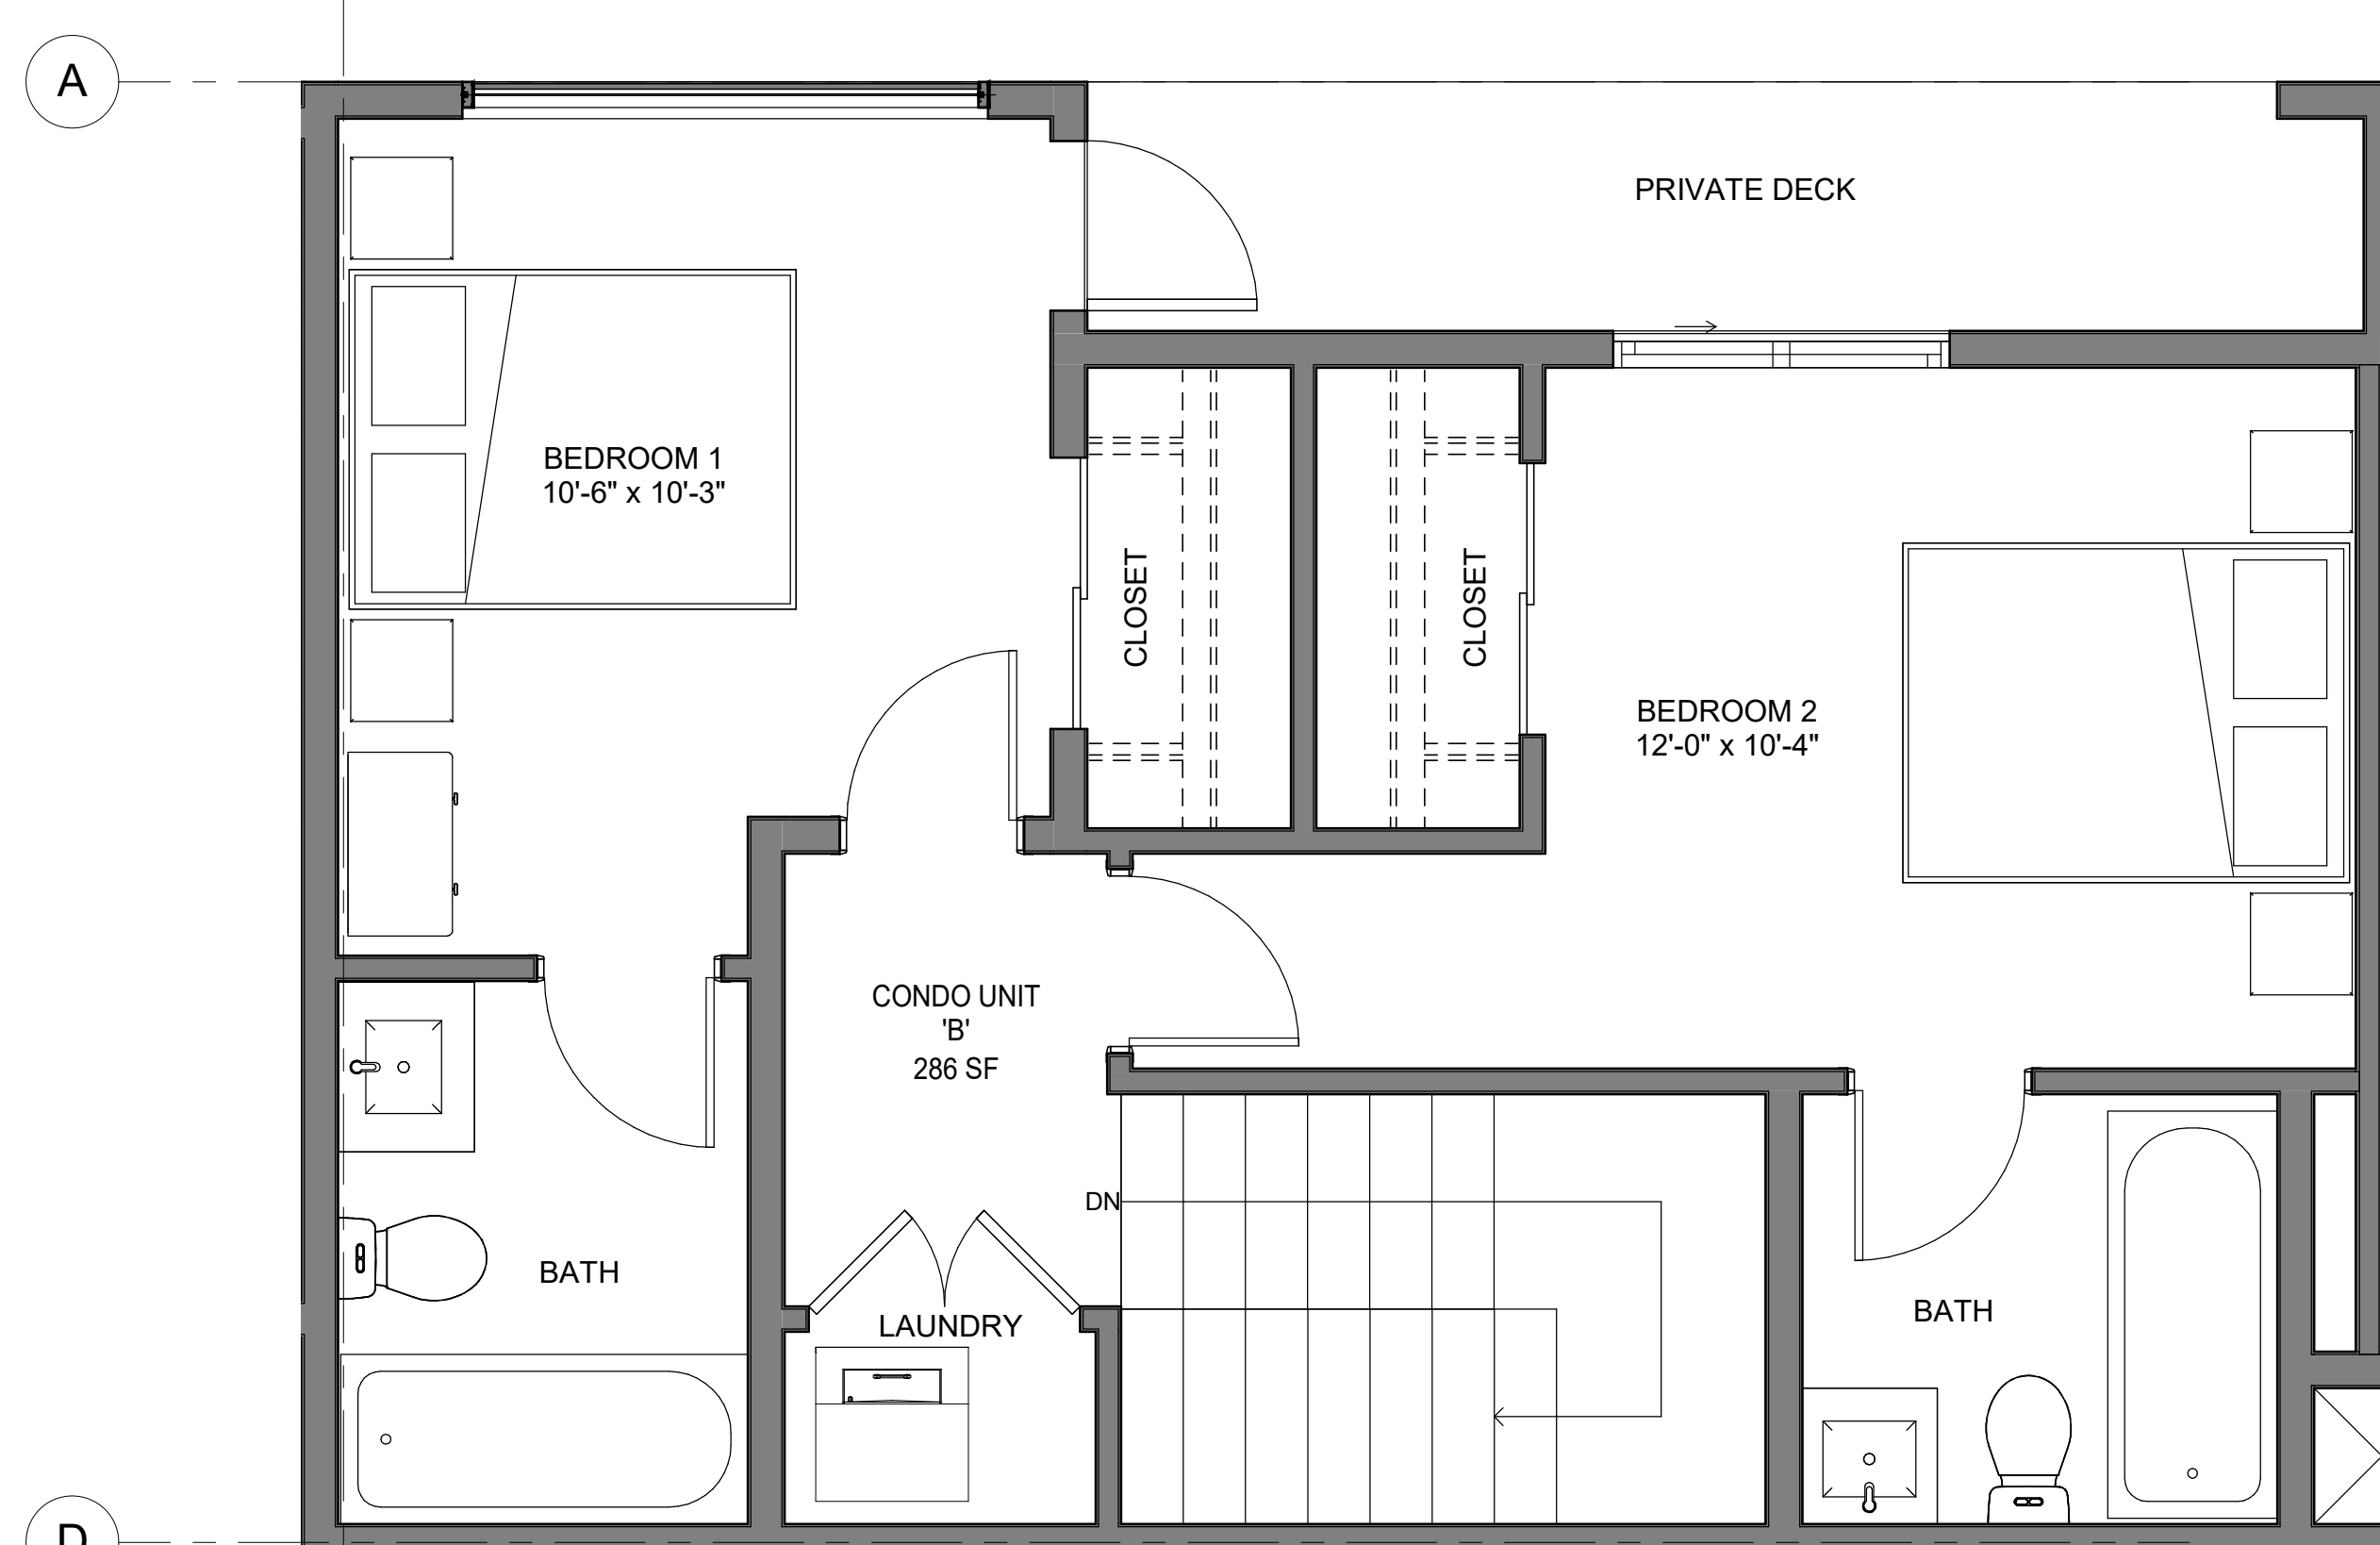 A
PRIVATE DECK
BEDROOM 1
10'-6" x 10'-3"
CLOSET
CLOSET
BEDROOM 2
12'-0" x 10'-4"
CONDO UNIT
'B'
286 SF
DN
BATH
LAUNDRY
BATH
D